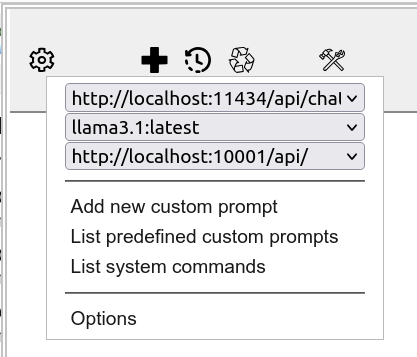 http://localhost:11434/api/chat
llama3.1:latest
http://localhost:10001/api/
Add new custom prompt
List predefined custom prompts
List system commands
Options